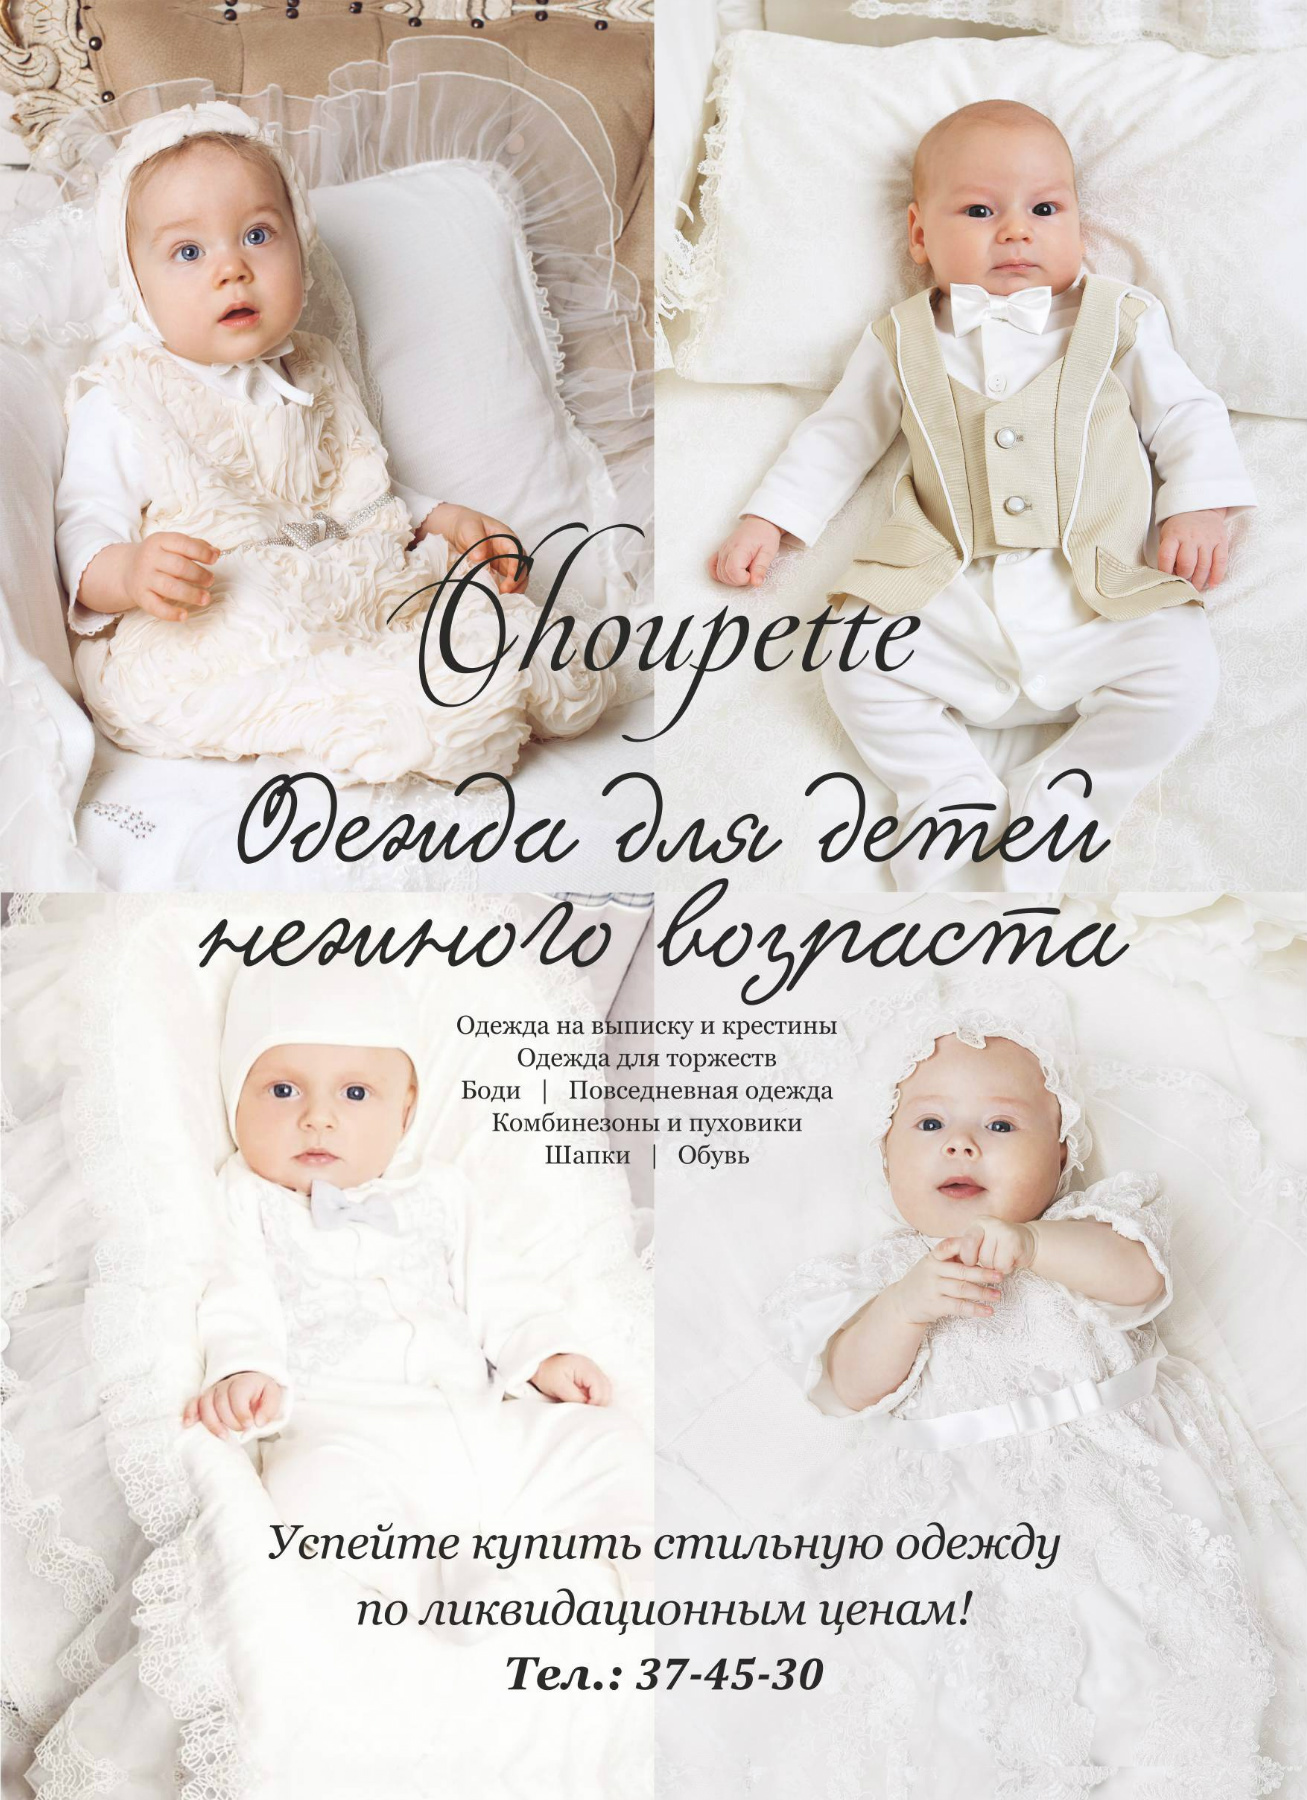 Choupette
Одежда для детей
нежного возраста
Одежда на выписку и крестины
Одежда для торжеств
Боди | Повседневная одежда
Комбинезоны и пуховики
Шапки | Обувь
Успейте купить стильную одежду
по ликвидационным ценам!
Тел.: 37-45-30